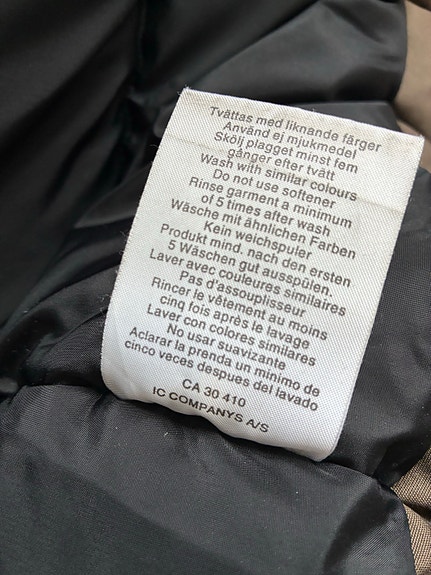 Tvättas med liknande färger
Använd ej mjukmedel
Skölj plagget minst fem
gånger efter tvätt
Wash with similar colours
Do not use softener
Rinse garment a minimum
of 5 times after wash
Wäsche mit ähnlichen Farben
Kein weichspuler
Produkt mind. nach den ersten
5 Wäschen gut ausspülen.
Laver avec couleures similaires
Pas d'assouplisseur
Rincer le vêtement au moins
cinq fois après le lavage
Laver con colores similares
No usar suavizante
Aclarar la prenda un minimo de
cinco veces despues del lavado
CA 30 410
IC COMPANYS A/S